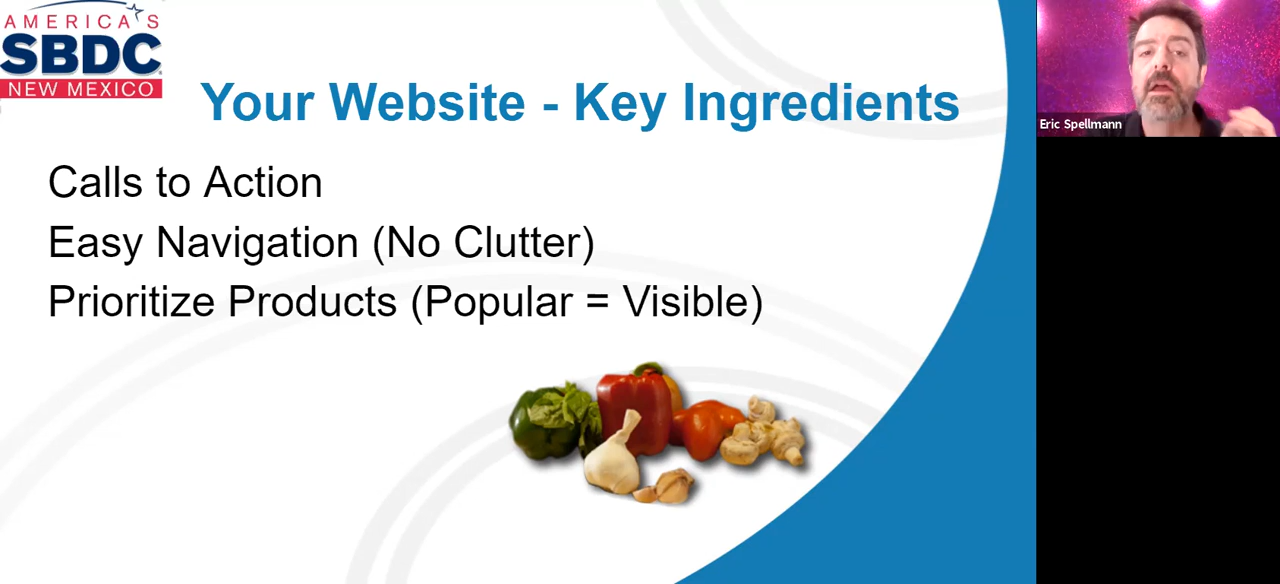 AMERICA'S
SBDC
NEW MEXICO
Your Website - Key Ingredients
Calls to Action
Easy Navigation (No Clutter)
Prioritize Products (Popular = Visible)
Eric Spellmann